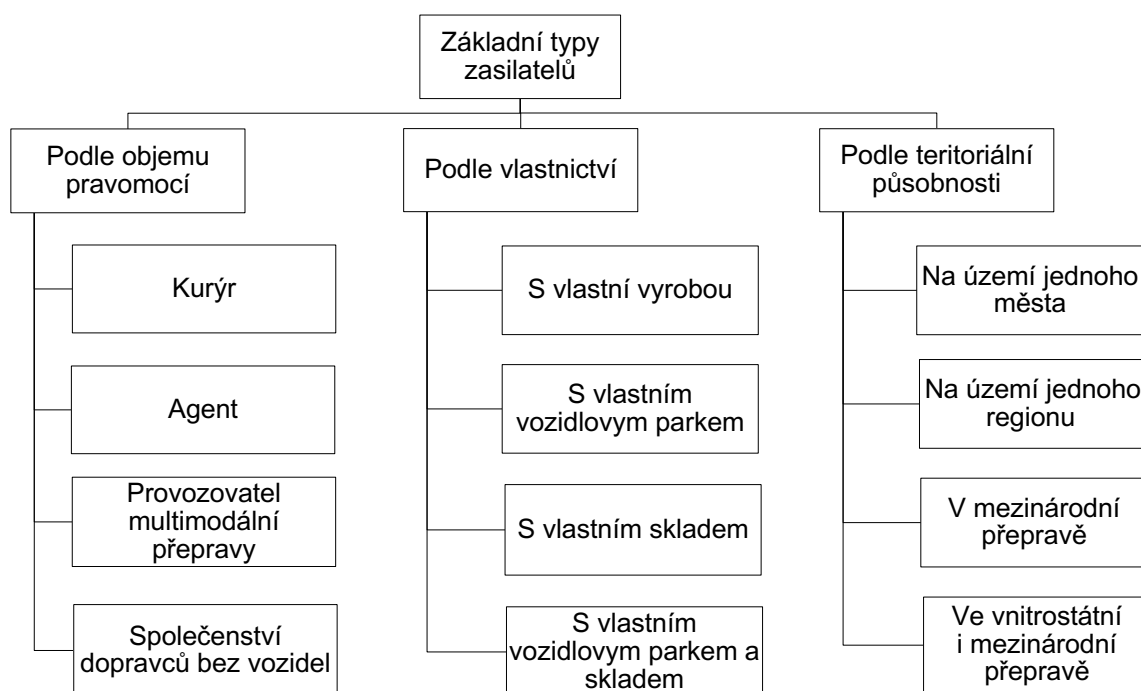 Základní typy
zasilatelů
Podle objemu
pravomocí
Kurýr
Agent
Provozovatel
multimodální
přepravy
Společenství
dopravců bez vozidel
Podle vlastnictví
S vlastní vyrobou
S vlastním
vozidlovym parkem
S vlastním skladem
S vlastním
vozidlovym parkem a
skladem
Podle teritoriální
působnosti
Na území jednoho
města
Na území jednoho
regionu
V mezinárodní
přepravě
Ve vnitrostátní
i mezinárodní
přepravě